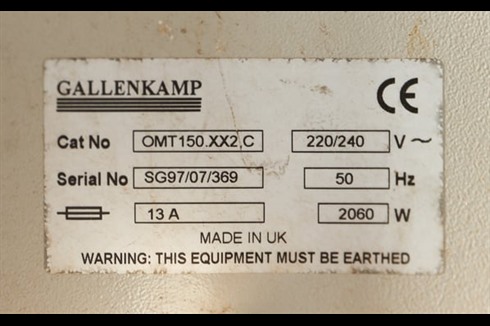 GALLENKAMP CE
Cat No OMT150.XX2.C 220/240 V ~
Serial No SG97/07/369 50 Hz
13 A 2060 W
MADE IN UK
WARNING: THIS EQUIPMENT MUST BE EARTHED